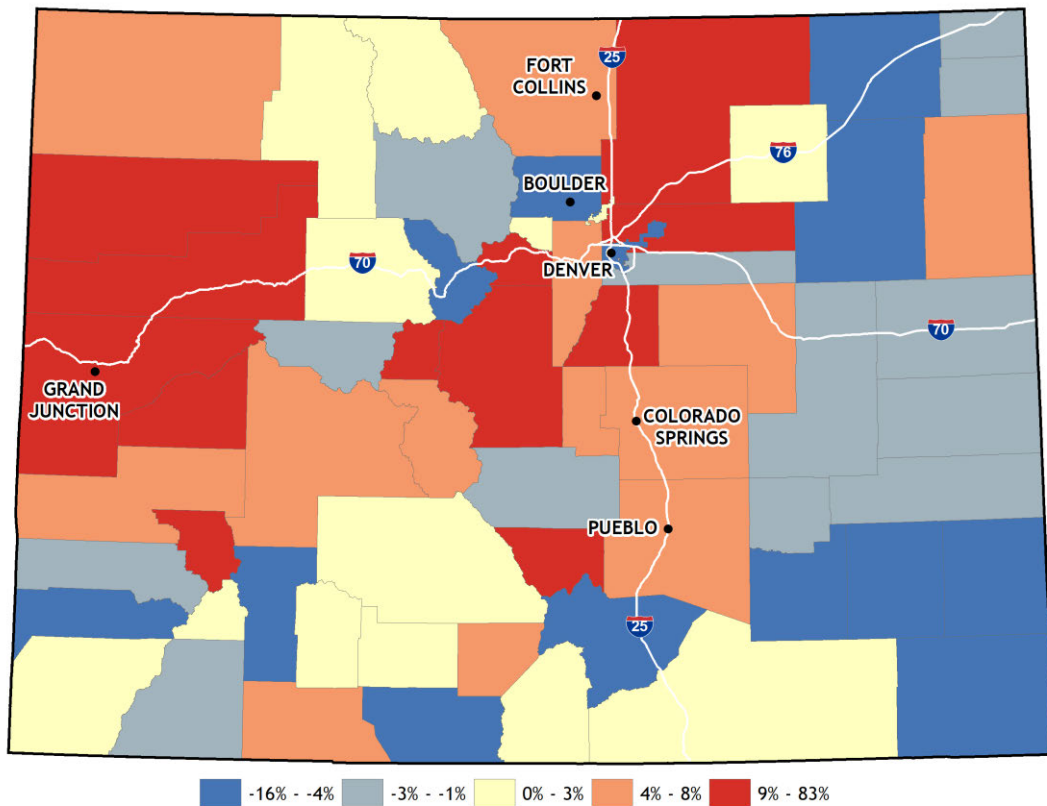 25
FORT
COLLINS
76
BOULDER
DENVER
70
70
GRAND
JUNCTION
COLORADO
SPRINGS
PUEBLO
25
-16% - -4%
-3% - -1%
0% - 3%
4% - 8%
9% - 83%